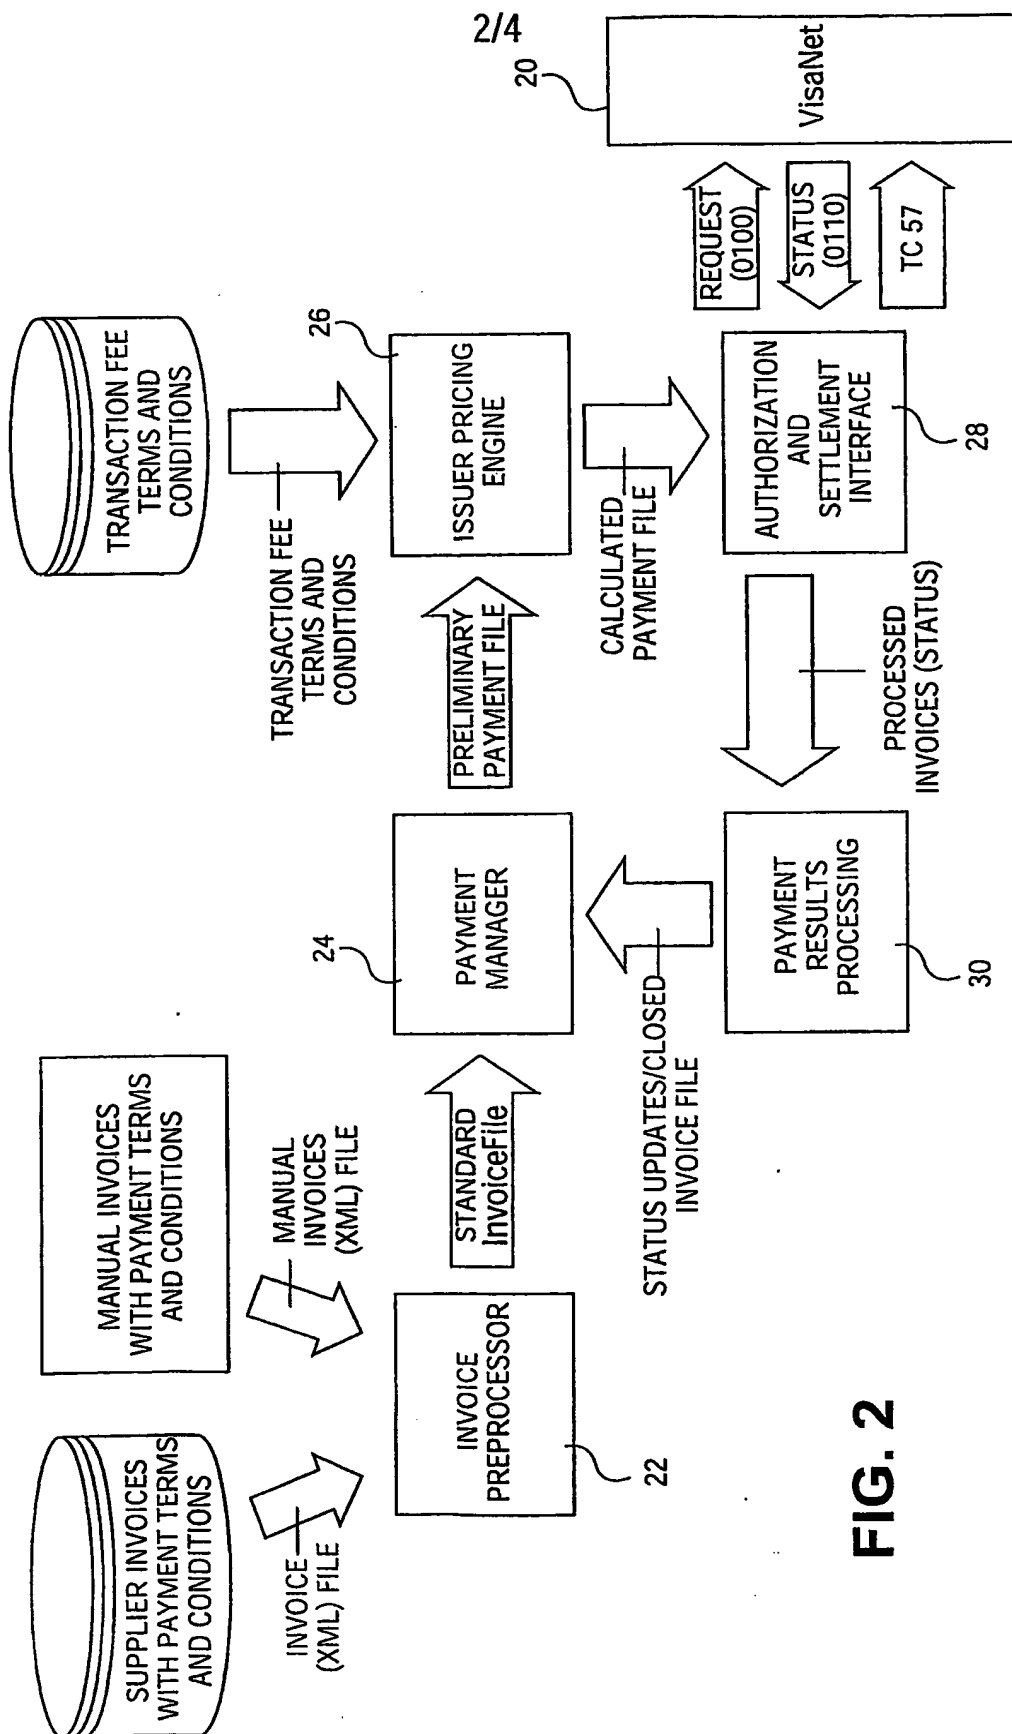 2/4
SUPPLIER INVOICES
WITH PAYMENT TERMS
AND CONDITIONS
MANUAL INVOICES
WITH PAYMENT TERMS
AND CONDITIONS
TRANSACTION FEE
TERMS AND
CONDITIONS
INVOICE
(XML) FILE
MANUAL
INVOICES
(XML) FILE
TRANSACTION FEE
TERMS AND
CONDITIONS
INVOICE
PREPROCESSOR
22
STANDARD
InvoiceFile
24
PAYMENT
MANAGER
PRELIMINARY
PAYMENT FILE
26
ISSUER PRICING
ENGINE
STATUS UPDATES/CLOSED
INVOICE FILE
CALCULATED
PAYMENT FILE
PAYMENT
RESULTS
PROCESSING
30
PROCESSED
INVOICES (STATUS)
AUTHORIZATION
AND
SETTLEMENT
INTERFACE
28
REQUEST
(0100)
STATUS
(0110)
TC 57
20
VisaNet
FIG. 2